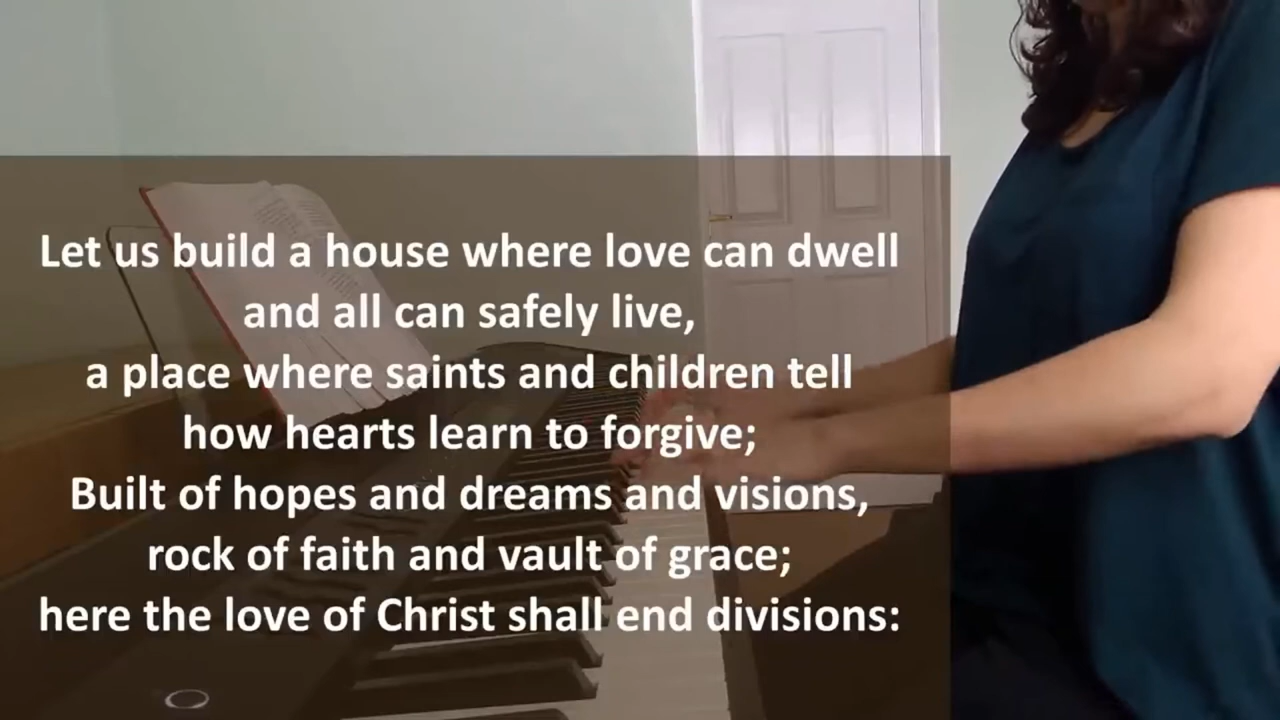 Let us build a house where love can dwell
and all can safely live,
a place where saints and children tell
how hearts learn to forgive;
Built of hopes and dreams and visions,
rock of faith and vault of grace;
here the love of Christ shall end divisions: